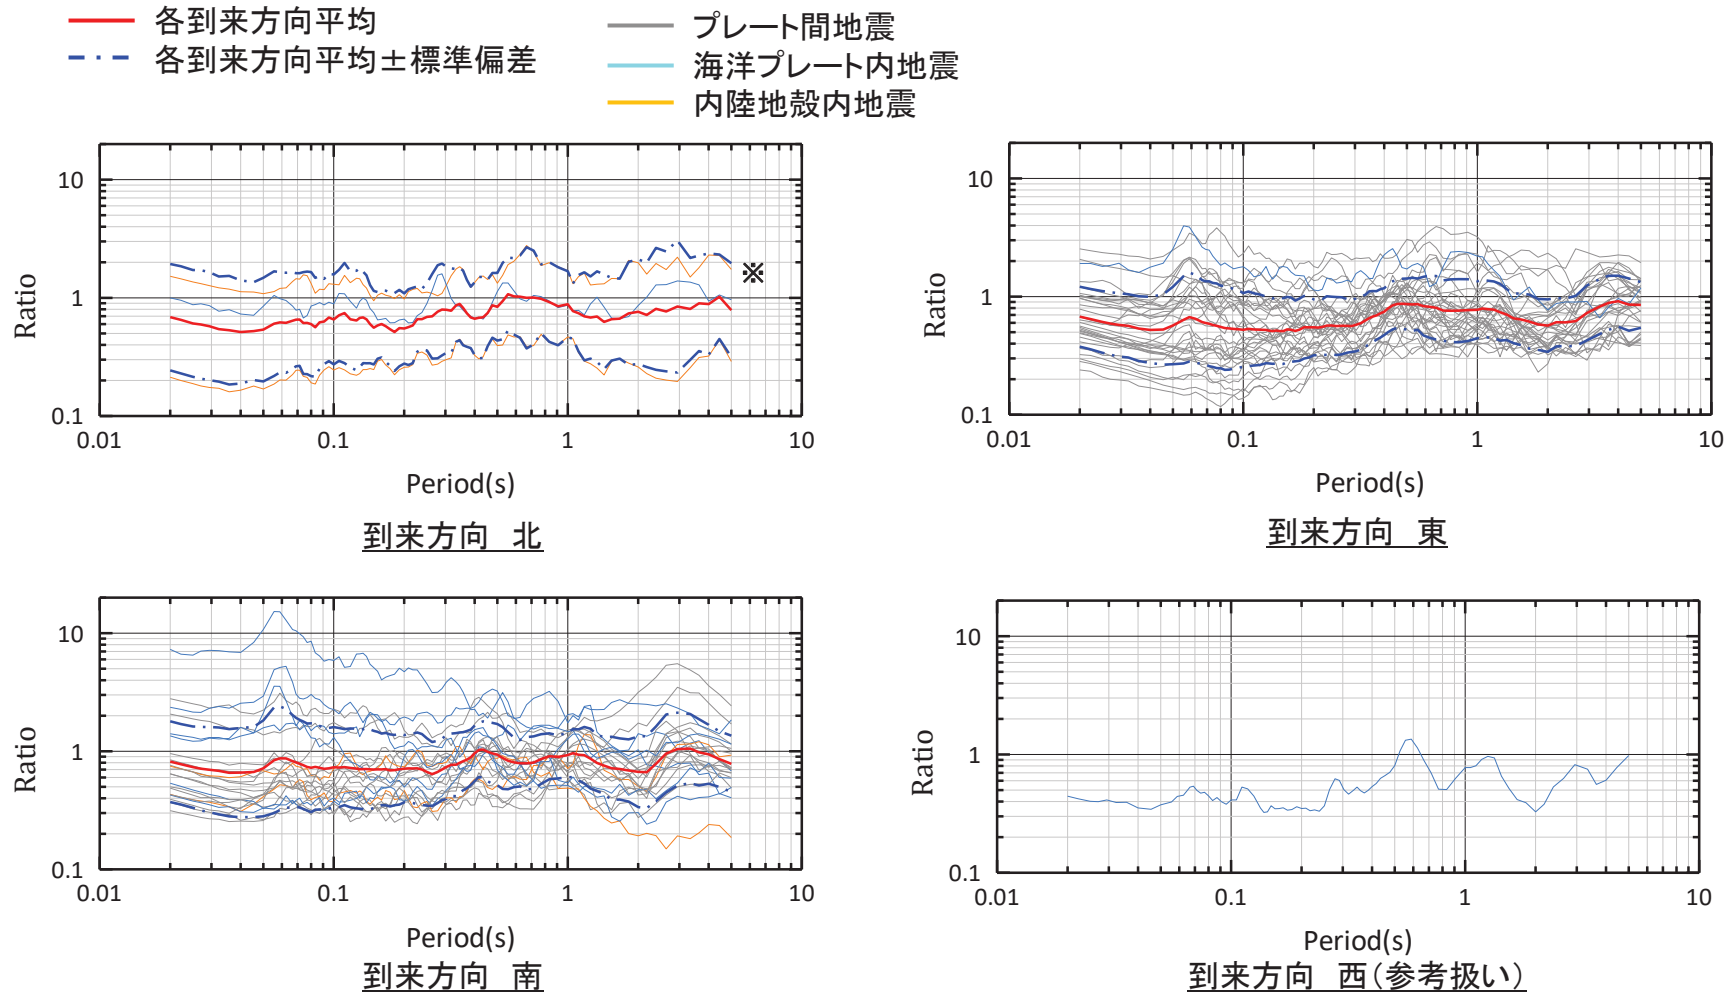 各到来方向平均
各到来方向平均±標準偏差
プレート間地震
海洋プレート内地震
内陸地殻内地震
Ratio
10
1
0.1
0.01
0.1
1
10
※
Period(s)
到来方向 北
Ratio
10
1
0.1
0.01
0.1
1
10
Period(s)
到来方向 東
Ratio
10
1
0.1
0.01
0.1
1
10
Period(s)
到来方向 南
Ratio
10
1
0.1
0.01
0.1
1
10
Period(s)
到来方向 西(参考扱い)